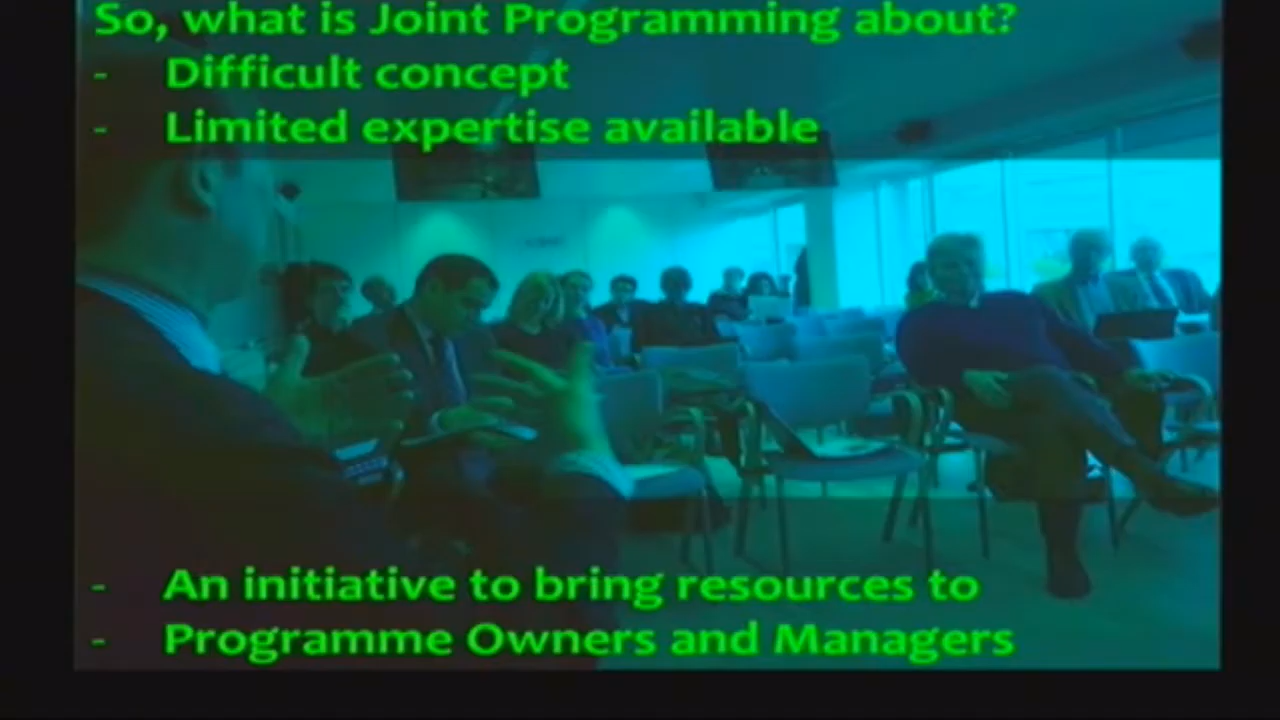 So, what is Joint Programming about?
- Difficult concept
- Limited expertise available
- An initiative to bring resources to
- Programme Owners and Managers